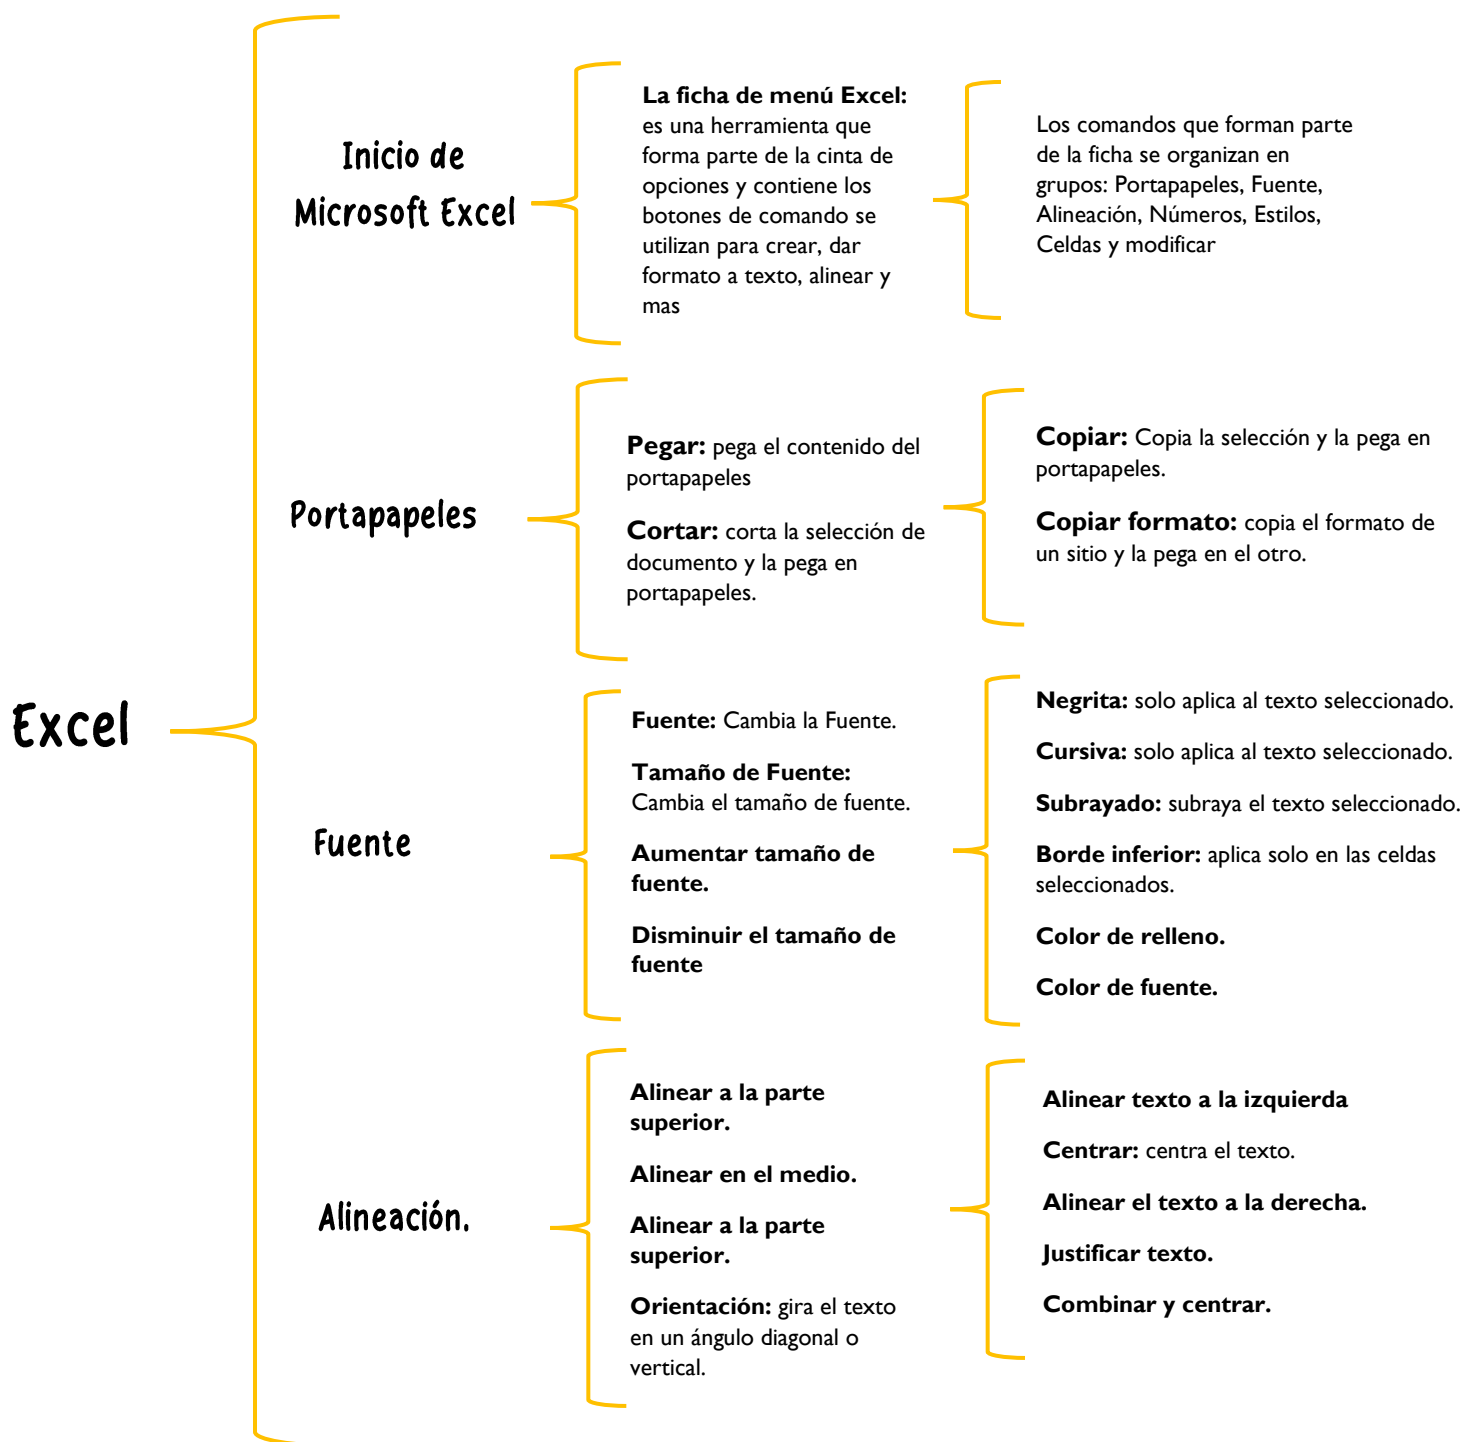 Excel
Inicio de
Microsoft Excel
La ficha de menú Excel:
es una herramienta que
forma parte de la cinta de
opciones y contiene los
botones de comando se
utilizan para crear, dar
formato a texto, alinear y
mas
Los comandos que forman parte
de la ficha se organizan en
grupos: Portapapeles, Fuente,
Alineación, Números, Estilos,
Celdas y modificar
Portapapeles
Pegar: pega el contenido del
portapapeles
Cortar: corta la selección de
documento y la pega en
portapapeles.
Copiar: Copia la selección y la pega en
portapapeles.
Copiar formato: copia el formato de
un sitio y la pega en el otro.
Fuente
Fuente: Cambia la Fuente.
Tamaño de Fuente:
Cambia el tamaño de fuente.
Aumentar tamaño de
fuente.
Disminuir el tamaño de
fuente
Negrita: solo aplica al texto seleccionado.
Cursiva: solo aplica al texto seleccionado.
Subrayado: subraya el texto seleccionado.
Borde inferior: aplica solo en las celdas
seleccionados.
Color de relleno.
Color de fuente.
Alineación.
Alinear a la parte
superior.
Alinear en el medio.
Alinear a la parte
superior.
Orientación: gira el texto
en un ángulo diagonal o
vertical.
Alinear texto a la izquierda
Centrar: centra el texto.
Alinear el texto a la derecha.
Justificar texto.
Combinar y centrar.